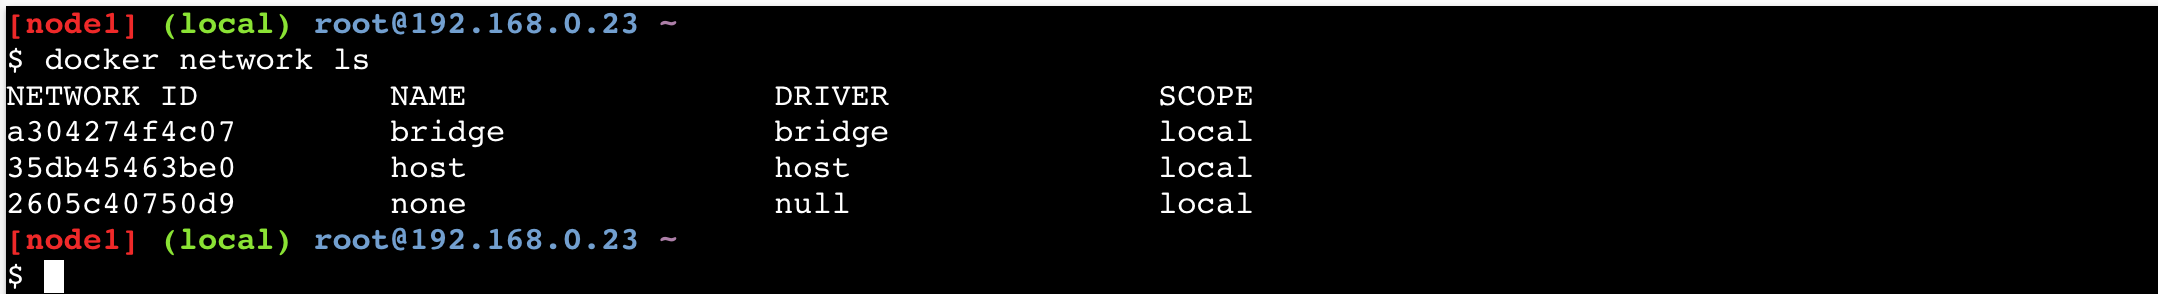 [node1] (local) root@192.168.0.23 ~
$ docker network ls
NETWORK ID          NAME                DRIVER              SCOPE
a304274f4c07        bridge              bridge              local
35db45463be0        host                host                local
2605c40750d9        none                null                local
[node1] (local) root@192.168.0.23 ~
$